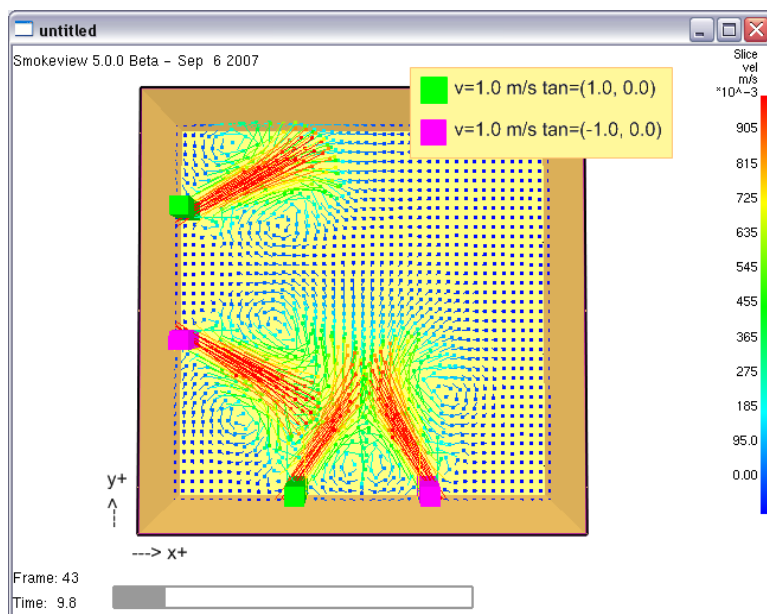 untitled
Smokeview 5.0.0 Beta - Sep 6 2007
Slice
vel
m/s
*10^-3
v=1.0 m/s tan=(1.0, 0.0)
v=1.0 m/s tan=(-1.0, 0.0)
905
815
725
635
545
455
365
275
185
95.0
0.00
y+
---> x+
Frame: 43
Time: 9.8